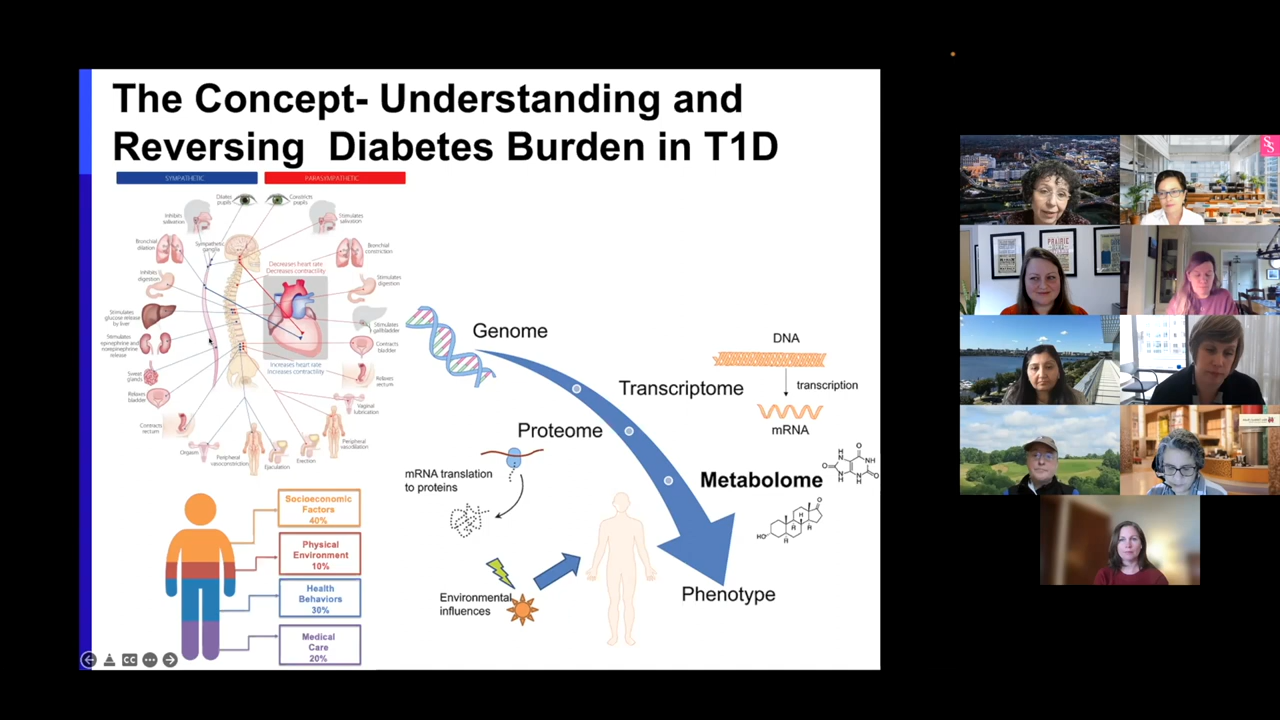 The Concept- Understanding and
Reversing  Diabetes Burden in T1D
SYMPATHETIC
PARASYMPATHETIC
Dilates
pupils
Constricts
pupils
Inhibits
salivation
Stimulates
salivation
Sympathetic
ganglia
Bronchial
dilation
Bronchial
constriction
Decreases heart rate
Decreases contractility
Inhibits
digestion
Stimulates
digestion
Stimulates
glucose release
by liver
Stimulates
gallbladder
Stimulates
epinephrine and
norepinephrine
release
Contracts
bladder
Increases heart rate
Increases contractility
Sweat
glands
Relaxes
rectum
Relaxes
bladder
Vaginal
lubrication
Contracts
rectum
Orgasm
Peripheral
vasoconstriction
Ejaculation
Erection
Peripheral
vasodilation
Genome
Transcriptome
Proteome
Metabolome
Phenotype
DNA
transcription
mRNA
mRNA translation
to proteins
Environmental
influences
H
N
O
NH
O
N
H
N
H
O
O
H
H
H
HO
H
Socioeconomic
Factors
40%
Physical
Environment
10%
Health
Behaviors
30%
Medical
Care
20%
CC
PRAIRIE